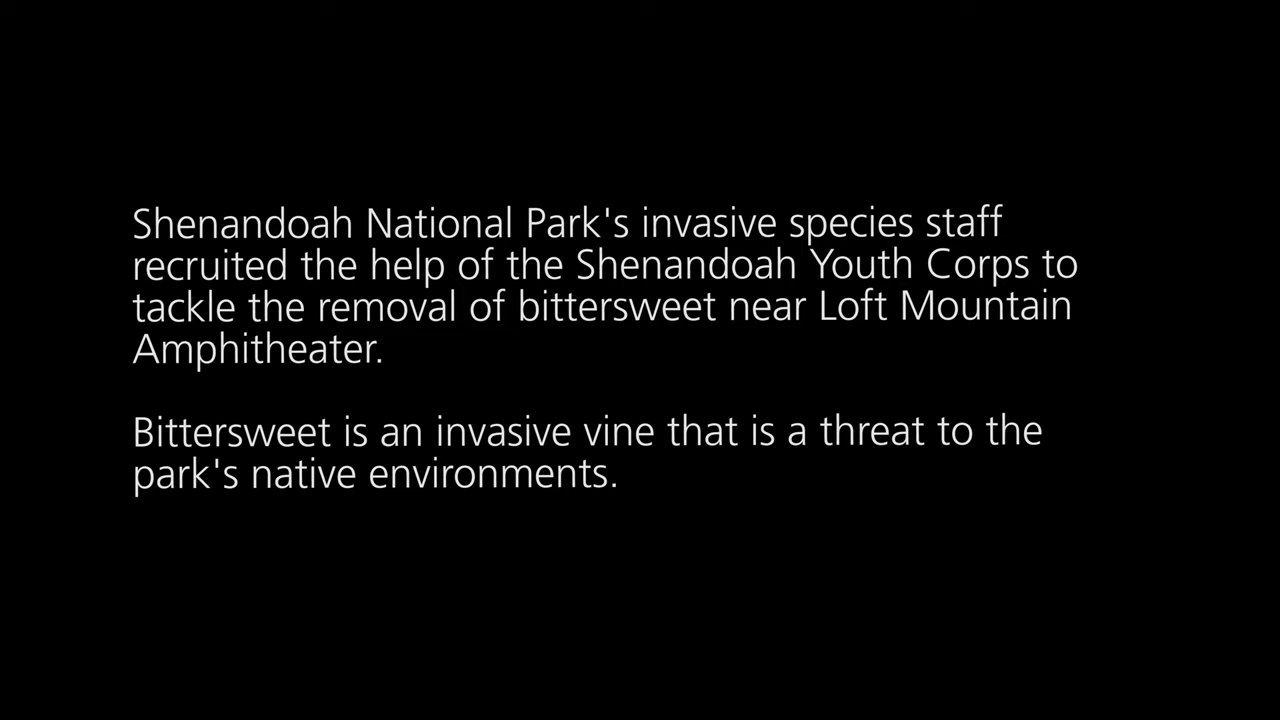 Shenandoah National Park's invasive species staff
recruited the help of the Shenandoah Youth Corps to
tackle the removal of bittersweet near Loft Mountain
Amphitheater.
Bittersweet is an invasive vine that is a threat to the
park's native environments.